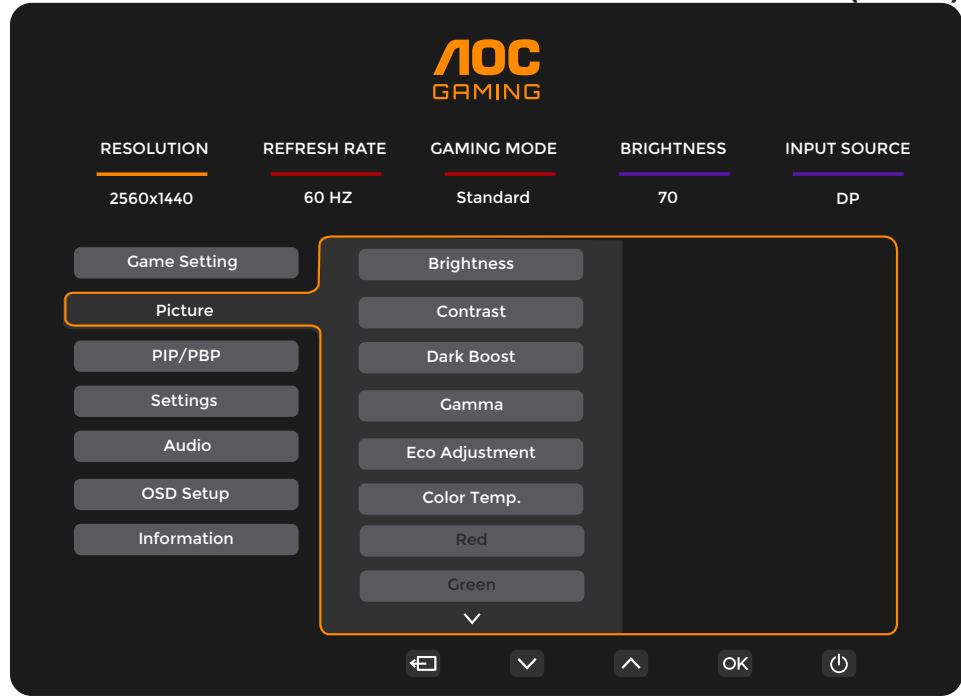 AOC
GAMING
RESOLUTION REFRESH RATE GAMING MODE BRIGHTNESS INPUT SOURCE
2560x1440 60 HZ Standard 70 DP
Game Setting
Picture
PIP/PBP
Settings
Audio
OSD Setup
Information
Brightness
Contrast
Dark Boost
Gamma
Eco Adjustment
Color Temp.
Red
Green
OK